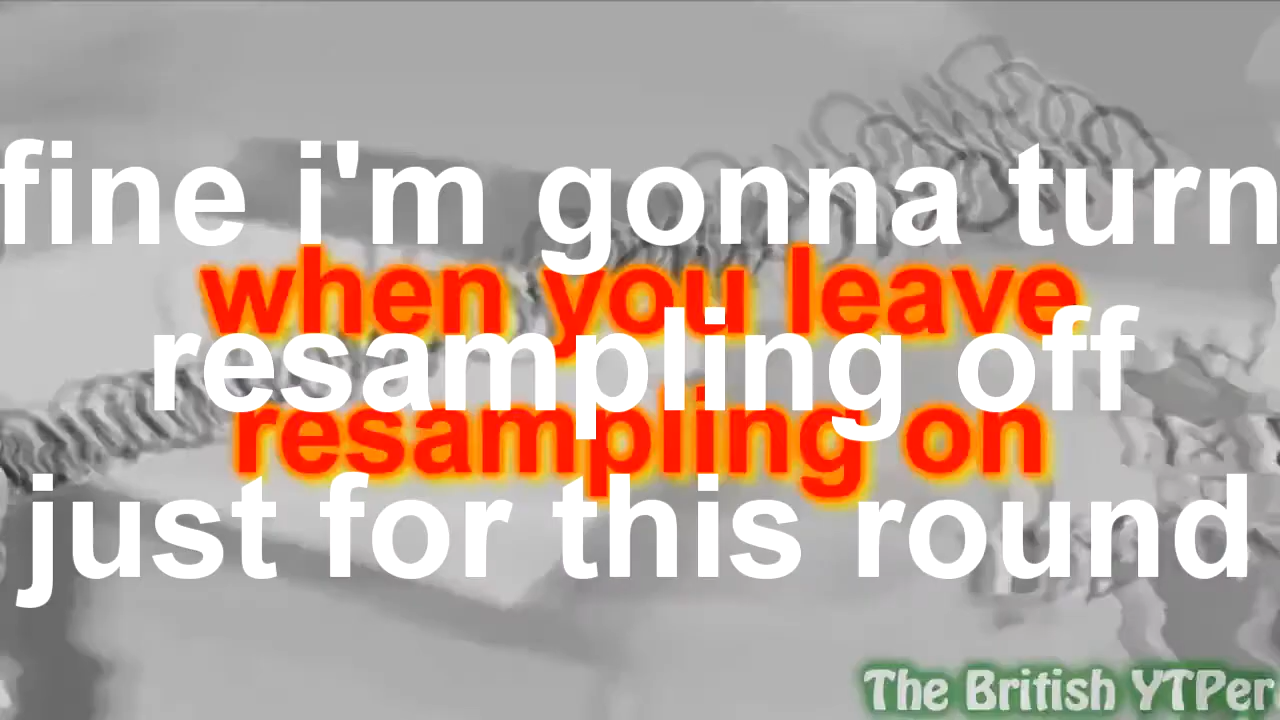 fine i'm gonna turn
when you leave
resampling off
resampling on
just for this round
The British YTPer